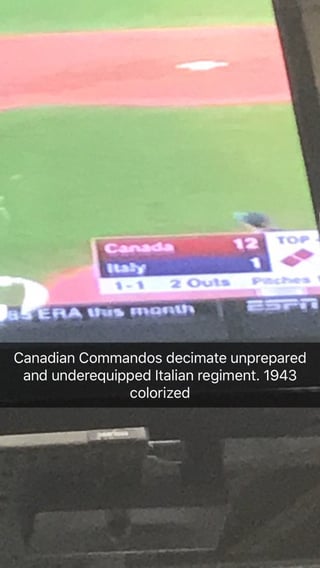 Canada 12
Italy 1
TOP
1-1 2 Outs Pitches
ERA this month ESPN
Canadian Commandos decimate unprepared
and underequipped Italian regiment. 1943
colorized